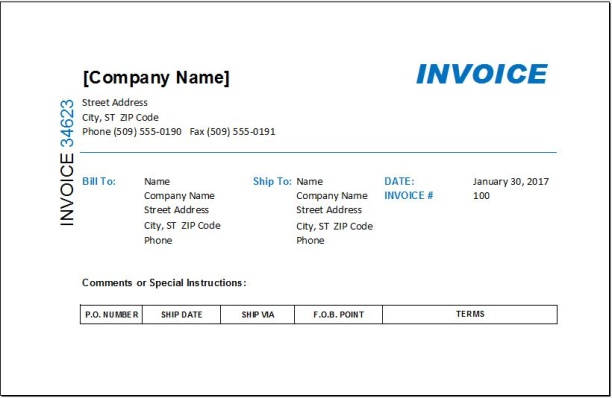 [Company Name]
INVOICE
Street Address
City, ST ZIP Code
Phone (509) 555-0190 Fax (509) 555-0191
INVOICE 34623
Bill To: Name Ship To: Name DATE: January 30, 2017
Company Name Company Name INVOICE # 100
Street Address Street Address
City, ST ZIP Code City, ST ZIP Code
Phone Phone
Comments or Special Instructions:
P.O. NUMBER SHIP DATE SHIP VIA F.O.B. POINT TERMS